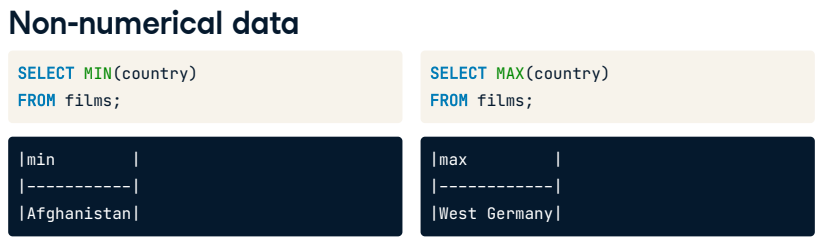 Non-numerical data
SELECT MIN(country)
FROM films;
|min        |
|-----------|
|Afghanistan|
SELECT MAX(country)
FROM films;
|max         |
|------------|
|West Germany|